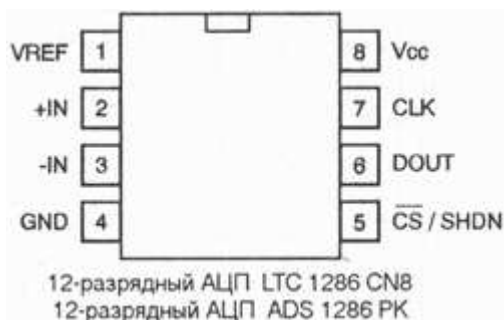 VREF 1 8 Vcc
+IN 2 7 CLK
-IN 3 6 DOUT
GND 4 5 CS / SHDN
12-разрядный АЦП LTC 1286 CN8
12-разрядный АЦП ADS 1286 PK